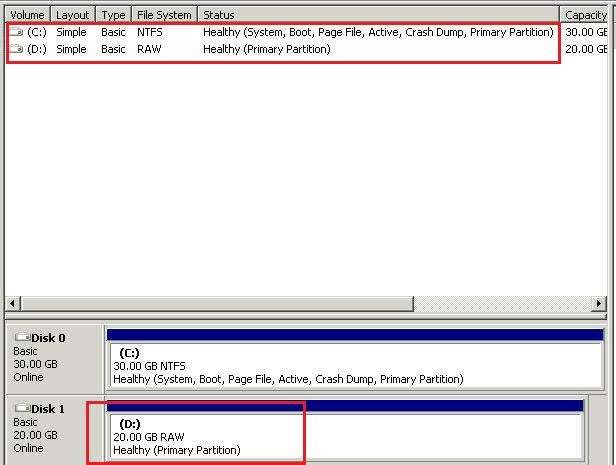 Volume Layout Type File System Status Capacity
(C:) Simple Basic NTFS Healthy (System, Boot, Page File, Active, Crash Dump, Primary Partition) 30.00 GB
(D:) Simple Basic RAW Healthy (Primary Partition) 20.00 GB
Disk 0
Basic
30.00 GB
Online
(C:)
30.00 GB NTFS
Healthy (System, Boot, Page File, Active, Crash Dump, Primary Partition)
Disk 1
Basic
20.00 GB
Online
(D:)
20.00 GB RAW
Healthy (Primary Partition)